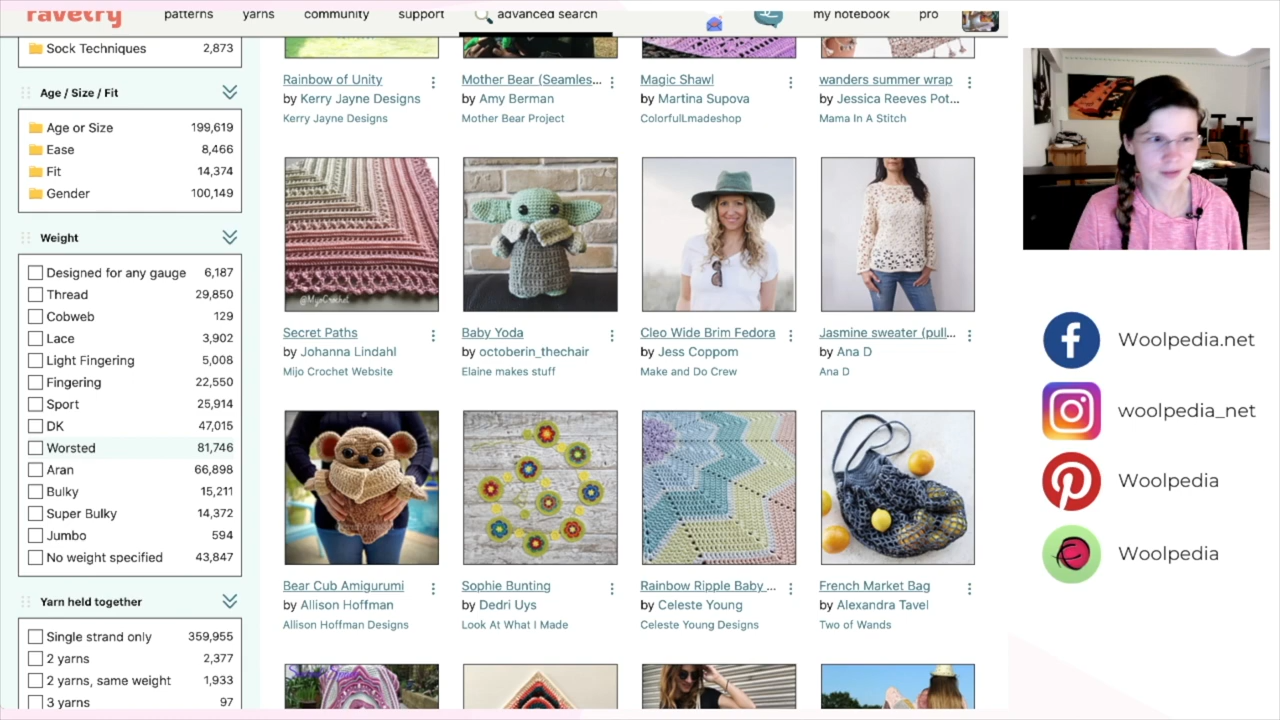 ravelry
patterns
yarns
community
support
advanced search
my notebook
pro
Sock Techniques 2,873
Age / Size / Fit
Age or Size 199,619
Ease 8,466
Fit 14,374
Gender 100,149
Weight
Designed for any gauge 6,187
Thread 29,850
Cobweb 129
Lace 3,802
Light Fingering 5,008
Fingering 22,550
Sport 25,914
DK 47,015
Worsted 81,746
Aran 66,898
Bulky 15,211
Super Bulky 14,372
Jumbo 594
No weight specified 43,847
Yarn held together
Single strand only 359,955
2 yarns 2,377
2 yarns, same weight 1,933
3 yarns 97
Rainbow of Unity
by Kerry Jayne Designs
Kerry Jayne Designs
Mother Bear (Seamles...
by Amy Berman
Mother Bear Project
Magic Shawl
by Martina Supova
ColorfulLmadeshop
wanders summer wrap
by Jessica Reeves Pot...
Mama In A Stitch
@MijoCrochet
Secret Paths
by Johanna Lindahl
Mijo Crochet Website
Baby Yoda
by octoberin_thechair
Elaine makes stuff
Cleo Wide Brim Fedora
by Jess Coppom
Make and Do Crew
Jasmine sweater (pull...
by Ana D
Ana D
Bear Cub Amigurumi
by Allison Hoffman
Allison Hoffman Designs
Sophie Bunting
by Dedri Uys
Look At What I Made
Rainbow Ripple Baby ...
by Celeste Young
Celeste Young Designs
French Market Bag
by Alexandra Tavel
Two of Wands
Woolpedia.net
woolpedia_net
Woolpedia
Woolpedia